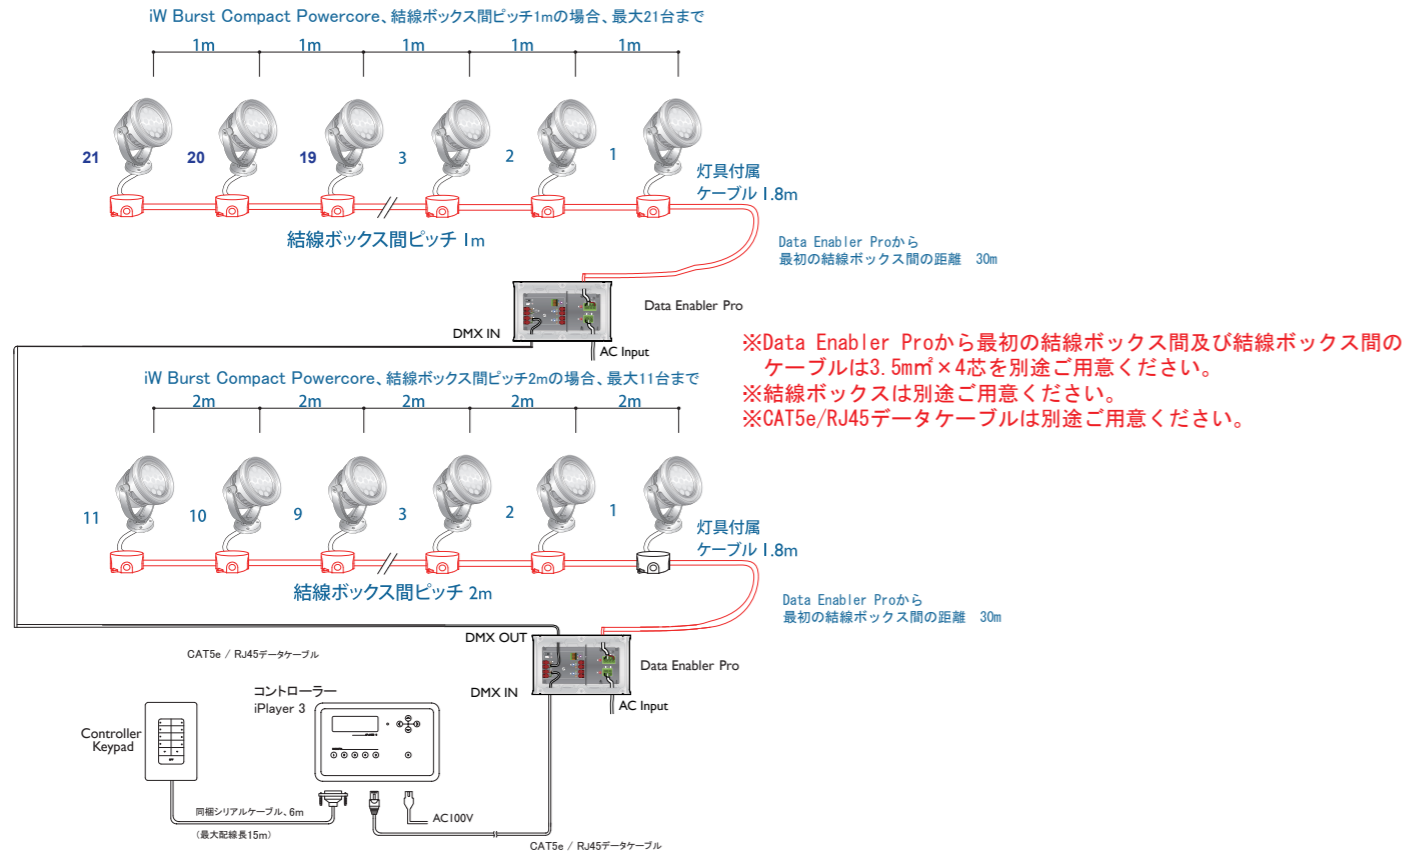 iW Burst Compact Powercore、結線ボックス間ピッチ1mの場合、最大21台まで
1m 1m 1m 1m 1m
21 20 19 3 2 1
灯具付属
ケーブル 1.8m
結線ボックス間ピッチ 1m
Data Enabler Proから
最初の結線ボックス間の距離 30m
Data Enabler Pro
DMX IN
AC Input
※Data Enabler Proから最初の結線ボックス間及び結線ボックス間の
ケーブルは3.5m㎡×4芯を別途ご用意ください。
※結線ボックスは別途ご用意ください。
※CAT5e/RJ45データケーブルは別途ご用意ください。
iW Burst Compact Powercore、結線ボックス間ピッチ2mの場合、最大11台まで
2m 2m 2m 2m 2m
11 10 9 3 2 1
灯具付属
ケーブル 1.8m
結線ボックス間ピッチ 2m
Data Enabler Proから
最初の結線ボックス間の距離 30m
DMX OUT
Data Enabler Pro
DMX IN
AC Input
CAT5e / RJ45データケーブル
コントローラー
iPlayer 3
Controller
Keypad
同梱シリアルケーブル、6m
(最大配線長15m)
AC100V
CAT5e / RJ45データケーブル